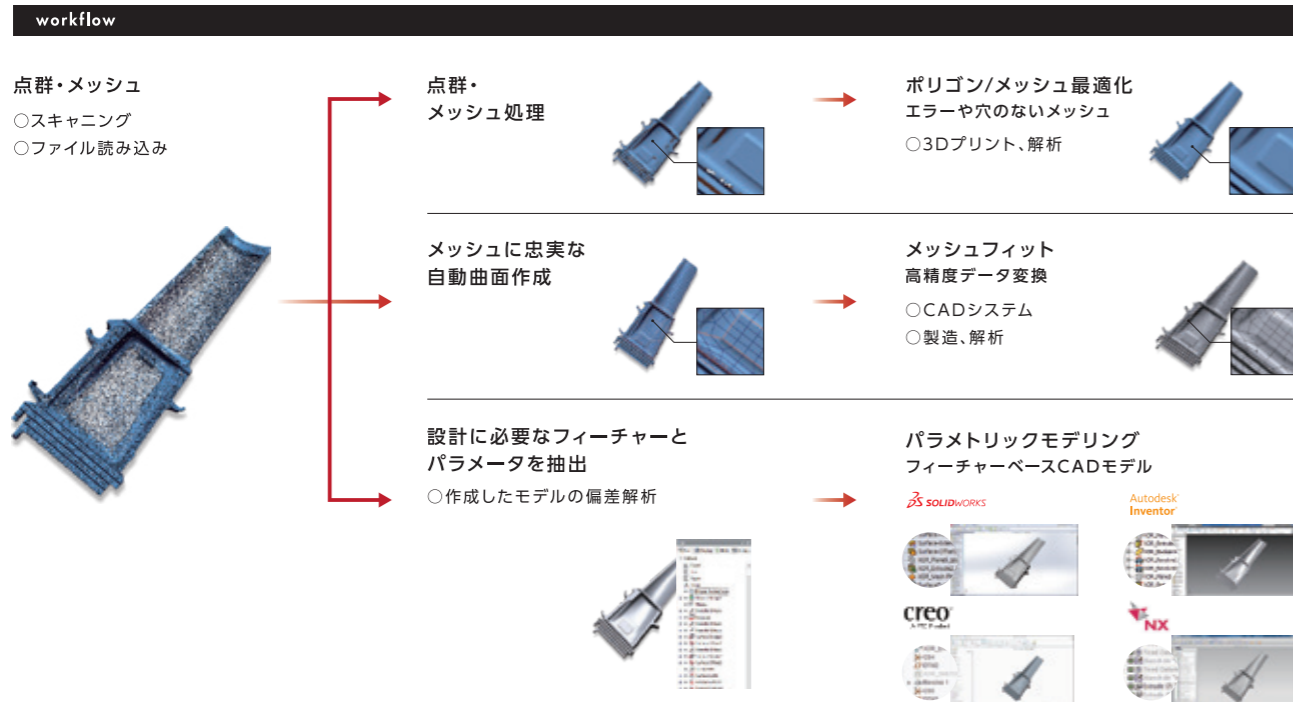 workflow
点群・メッシュ
○スキャニング
○ファイル読み込み
点群・
メッシュ処理
ポリゴン/メッシュ最適化
エラーや穴のないメッシュ
○3Dプリント、解析
メッシュに忠実な
自動曲面作成
メッシュフィット
高精度データ変換
○CADシステム
○製造、解析
設計に必要なフィーチャーと
パラメータを抽出
○作成したモデルの偏差解析
パラメトリックモデリング
フィーチャーベースCADモデル
SOLIDWORKS
Autodesk
Inventor
creo
A PTC Product
NX